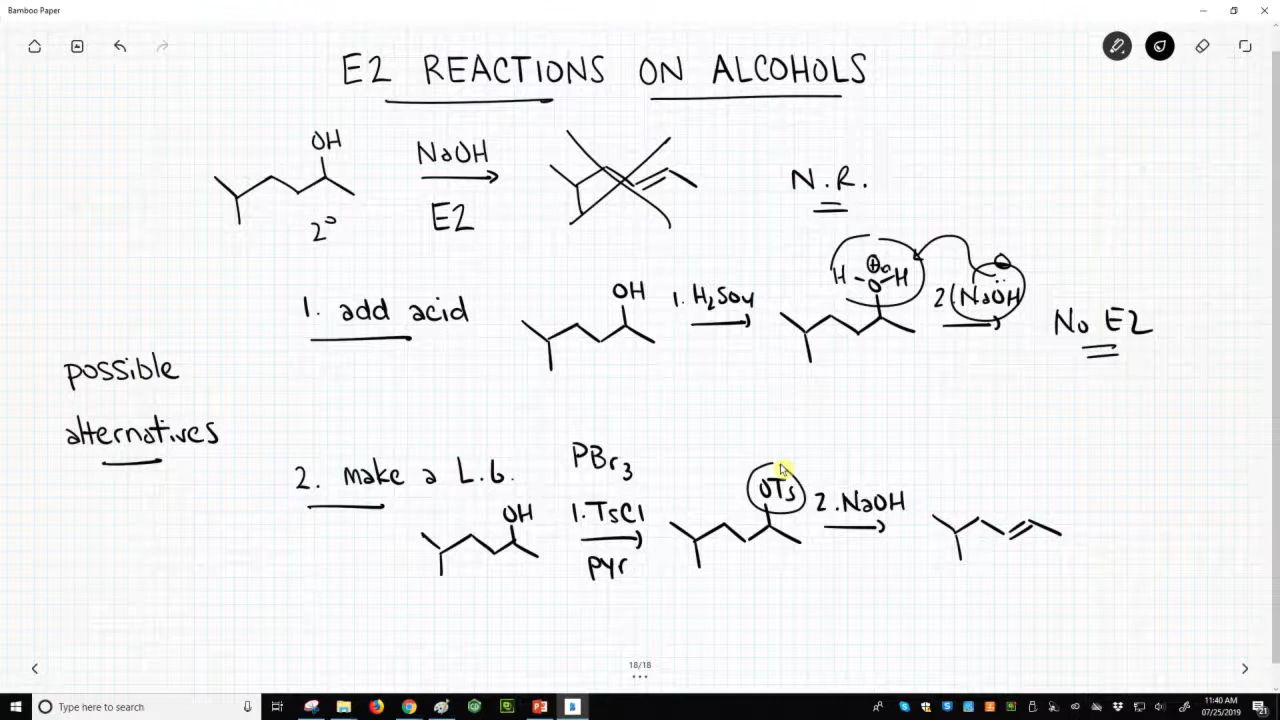 Bamboo Paper
E2 REACTIONS ON ALCOHOLS
OH
NaOH
E2
2°
N.R.
1. add acid
OH
1. H2SO4
H ⊕ H
O
2 (NaOH
⊖
No E2
possible
alternatives
2. make a L.G.
PBr3
OH
1. TsCl
pyr
OTs
2. NaOH
18/18
Type here to search
11:40 AM
07/25/2019
21